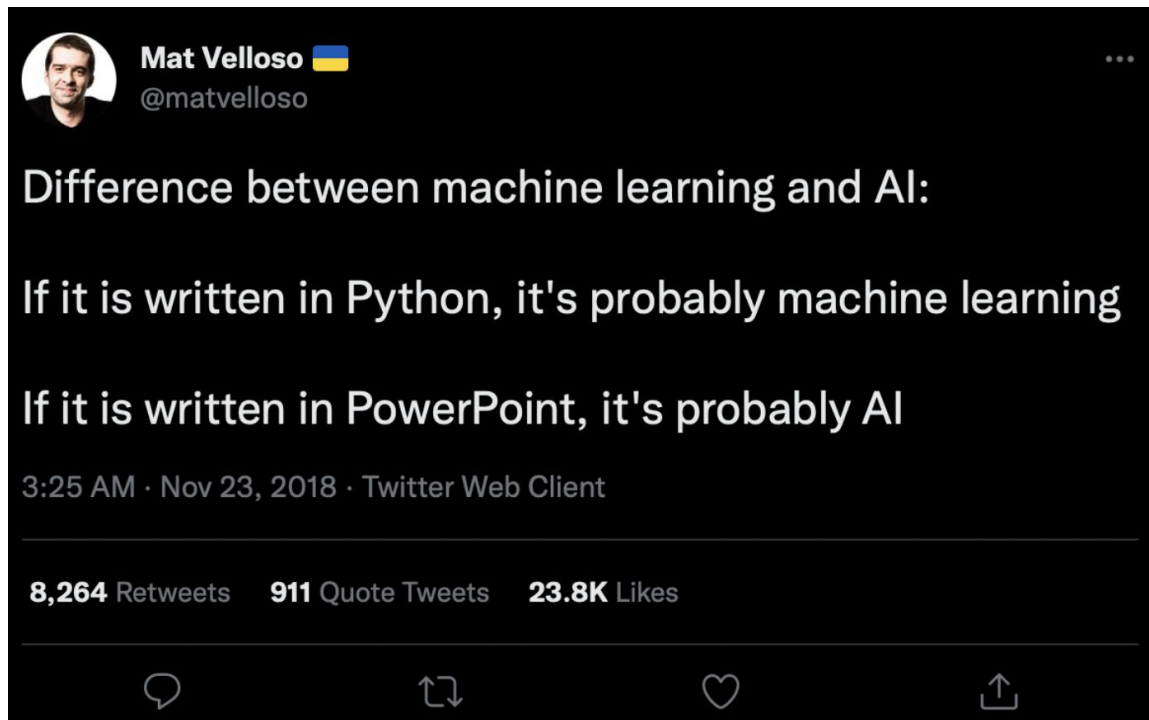 Mat Velloso
@matvelloso
Difference between machine learning and AI:
If it is written in Python, it's probably machine learning
If it is written in PowerPoint, it's probably AI
3:25 AM · Nov 23, 2018 · Twitter Web Client
8,264 Retweets 911 Quote Tweets 23.8K Likes